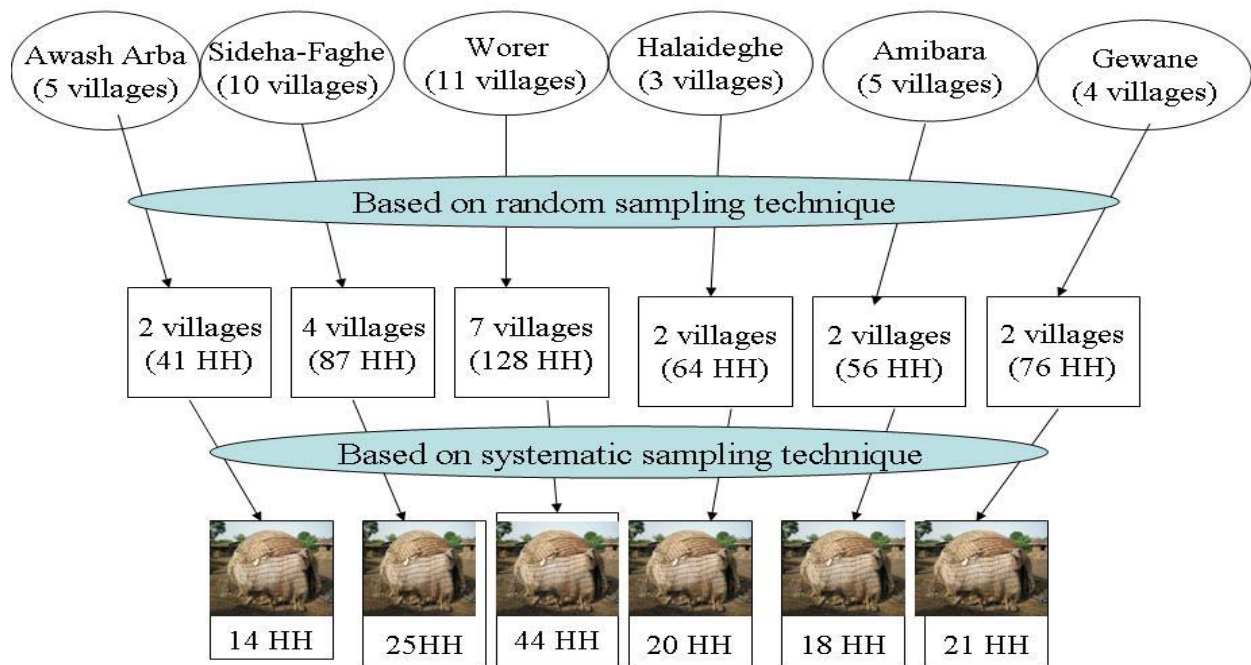 Awash Arba
(5 villages)
Sideha-Faghe
(10 villages)
Worer
(11 villages)
Halaideghe
(3 villages)
Amibara
(5 villages)
Gewane
(4 villages)
Based on random sampling technique
2 villages
(41 HH)
4 villages
(87 HH)
7 villages
(128 HH)
2 villages
(64 HH)
2 villages
(56 HH)
2 villages
(76 HH)
Based on systematic sampling technique
14 HH
25HH
44 HH
20 HH
18 HH
21 HH